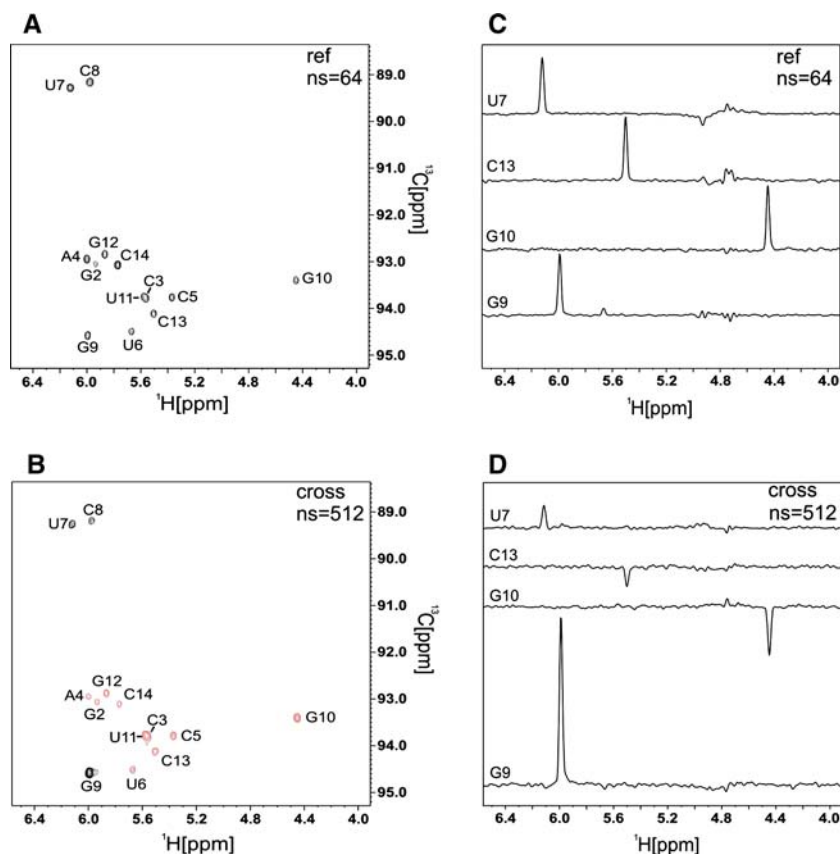 A
ref
ns=64
C8
U7
89.0
90.0
91.0
92.0
93.0
94.0
95.0
¹³C[ppm]
G12
A4
C14
G2
C3
U11
C5
G10
C13
G9
U6
6.4 6.0 5.6 5.2 4.8 4.4 4.0
¹H[ppm]
C
ref
ns=64
U7
C13
G10
G9
6.4 6.0 5.6 5.2 4.8 4.4 4.0
¹H[ppm]
B
cross
ns=512
C8
U7
89.0
90.0
91.0
92.0
93.0
94.0
95.0
¹³C[ppm]
G12
A4
C14
G2
C3
U11
C5
G10
C13
G9
U6
6.4 6.0 5.6 5.2 4.8 4.4 4.0
¹H[ppm]
D
cross
ns=512
U7
C13
G10
G9
6.4 6.0 5.6 5.2 4.8 4.4 4.0
¹H[ppm]